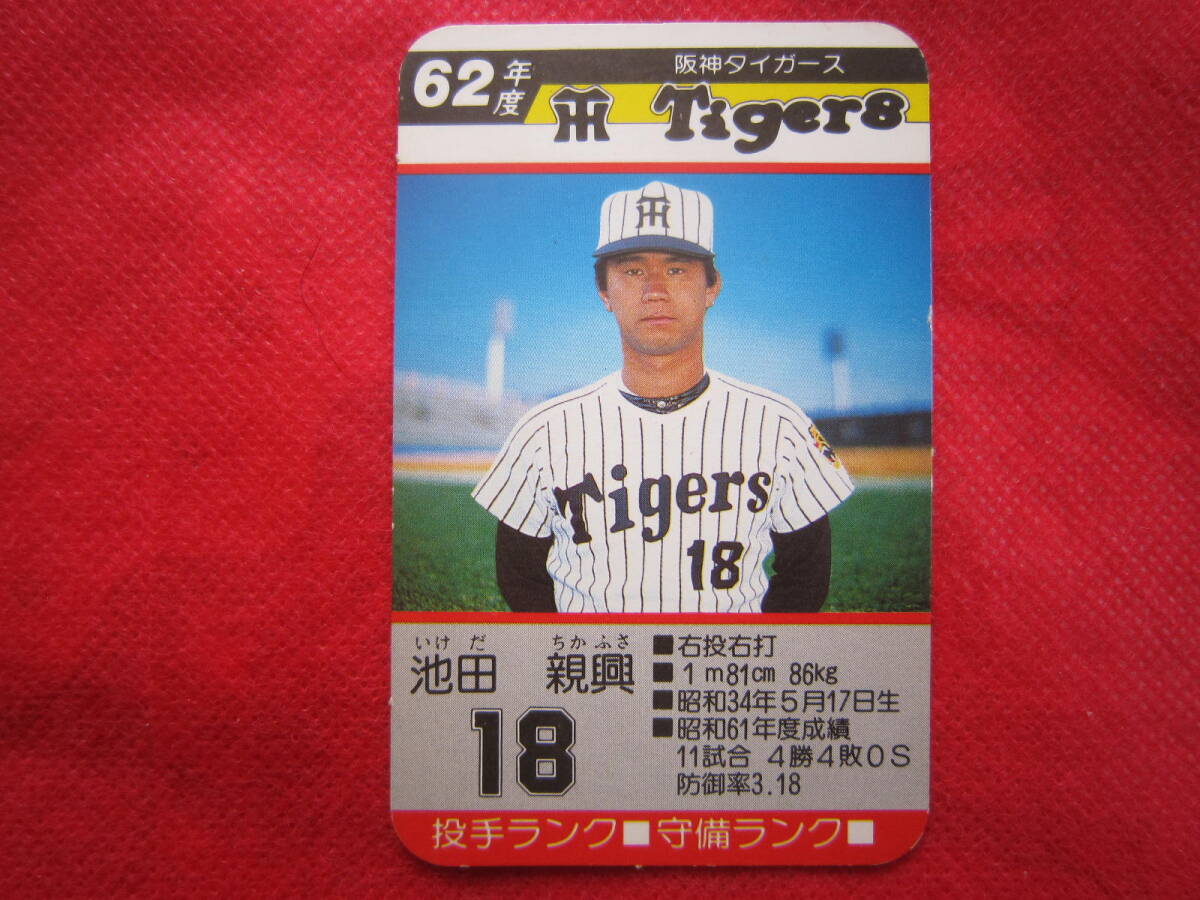 62年度
阪神タイガース
TH Tigers
TH
Tigers
18
いけ だ ちか ふさ
池田 親興
18
■右投右打
■1m81cm 86kg
■昭和34年5月17日生
■昭和61年度成績
11試合 4勝4敗0S
防御率3.18
投手ランク■守備ランク■